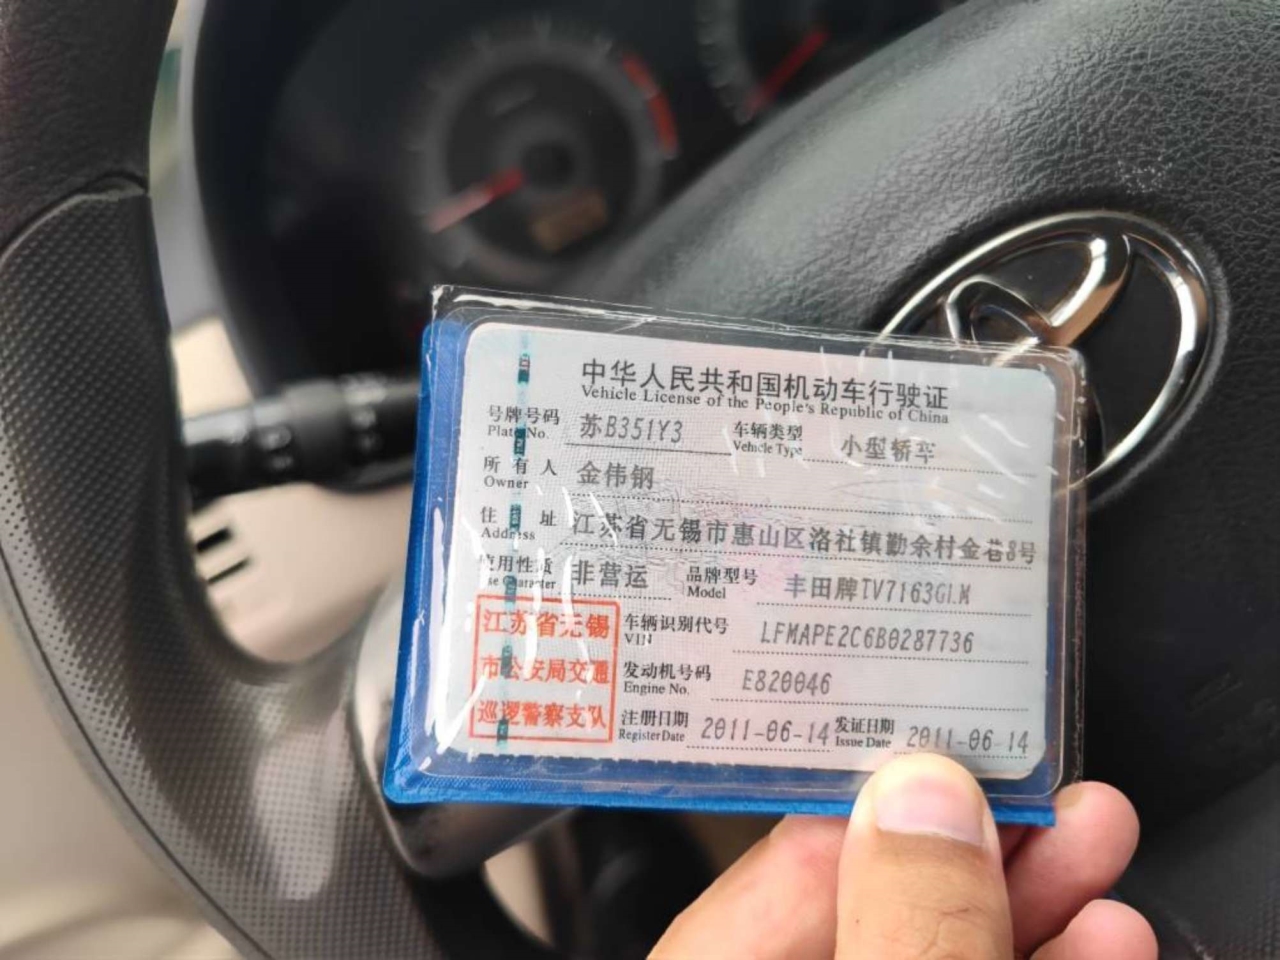 中华人民共和国机动车行驶证
Vehicle License of the People's Republic of China
号牌号码 苏B351Y3 车辆类型 小型轿车
Plate No. Vehicle Type
所有人 金伟钢
Owner
住址 江苏省无锡市惠山区洛社镇勤余村金巷8号
Address
使用性质 非营运 品牌型号 丰田牌TV7163GLM
Use Character Model
江苏省无锡
市公安局交通
巡逻警察支队
车辆识别代号 LFMAPE2C6B0287736
VIN
发动机号码 E820046
Engine No.
注册日期 2011-06-14 发证日期 2011-06-14
Register Date Issue Date